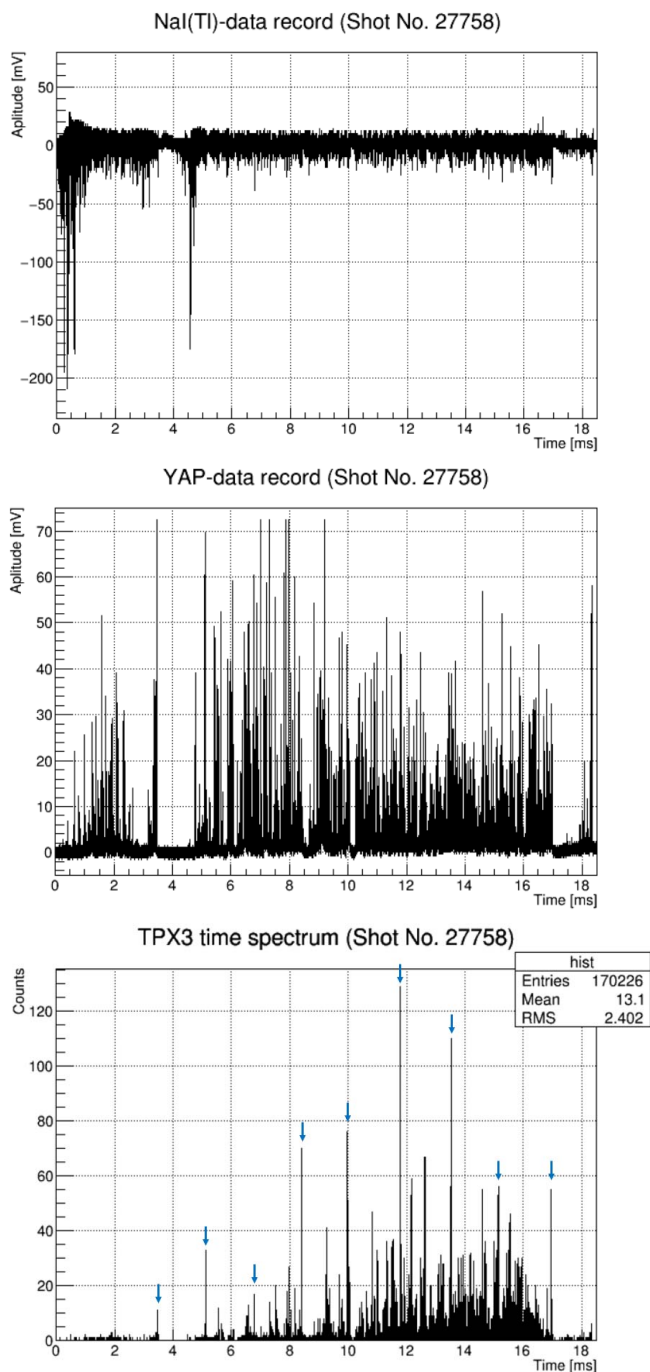 NaI(Tl)-data record (Shot No. 27758)
Aplitude [mV]
50
0
−50
−100
−150
−200
0 2 4 6 8 10 12 14 16 18
Time [ms]
YAP-data record (Shot No. 27758)
Aplitude [mV]
70
60
50
40
30
20
10
0
0 2 4 6 8 10 12 14 16 18
Time [ms]
TPX3 time spectrum (Shot No. 27758)
hist
Entries 170226
Mean 13.1
RMS 2.402
Counts
120
100
80
60
40
20
0
0 2 4 6 8 10 12 14 16 18
Time [ms]